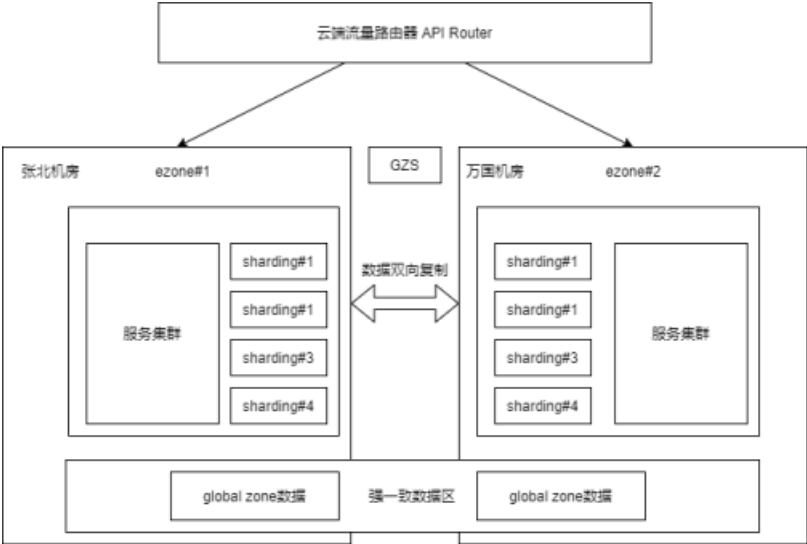 云端流量路由器 API Router
张北机房 ezone#1
GZS
万国机房 ezone#2
sharding#1
sharding#1
sharding#3
sharding#4
服务集群
数据双向复制
sharding#1
sharding#1
sharding#3
sharding#4
服务集群
global zone数据
强一致数据区
global zone数据